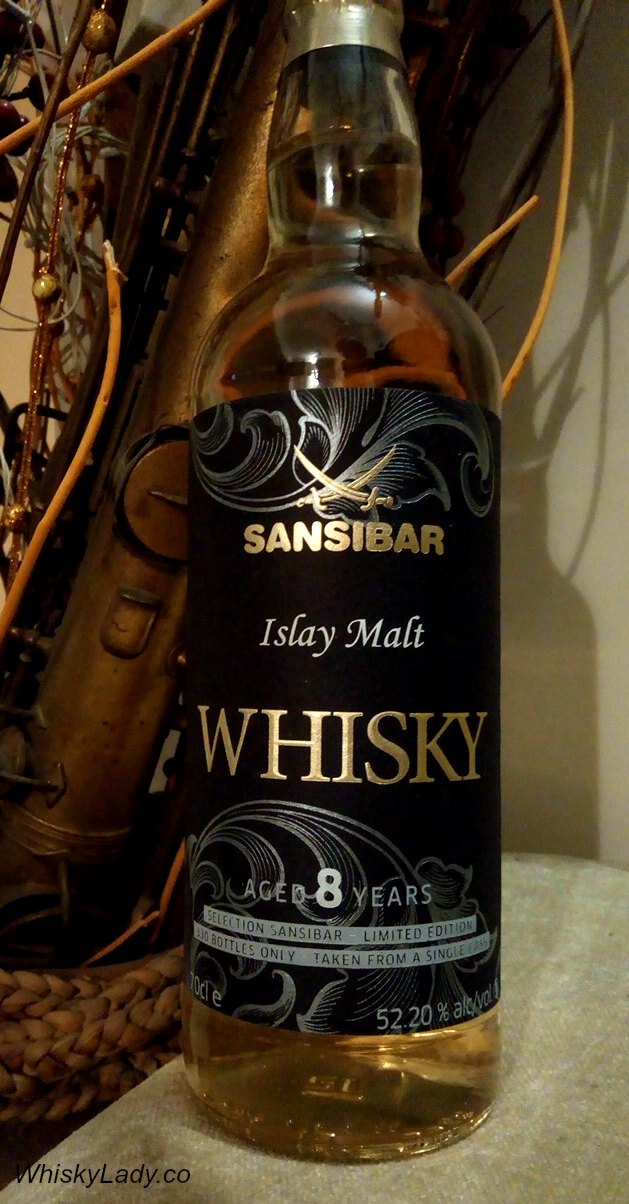 SANSIBAR
Islay Malt
WHISKY
AGED 8 YEARS
SELECTION SANSIBAR - LIMITED EDITION
BOTTLES ONLY - TAKEN FROM A SINGLE CASK
70cl e
52.20 % alc/vol
WhiskyLady.co